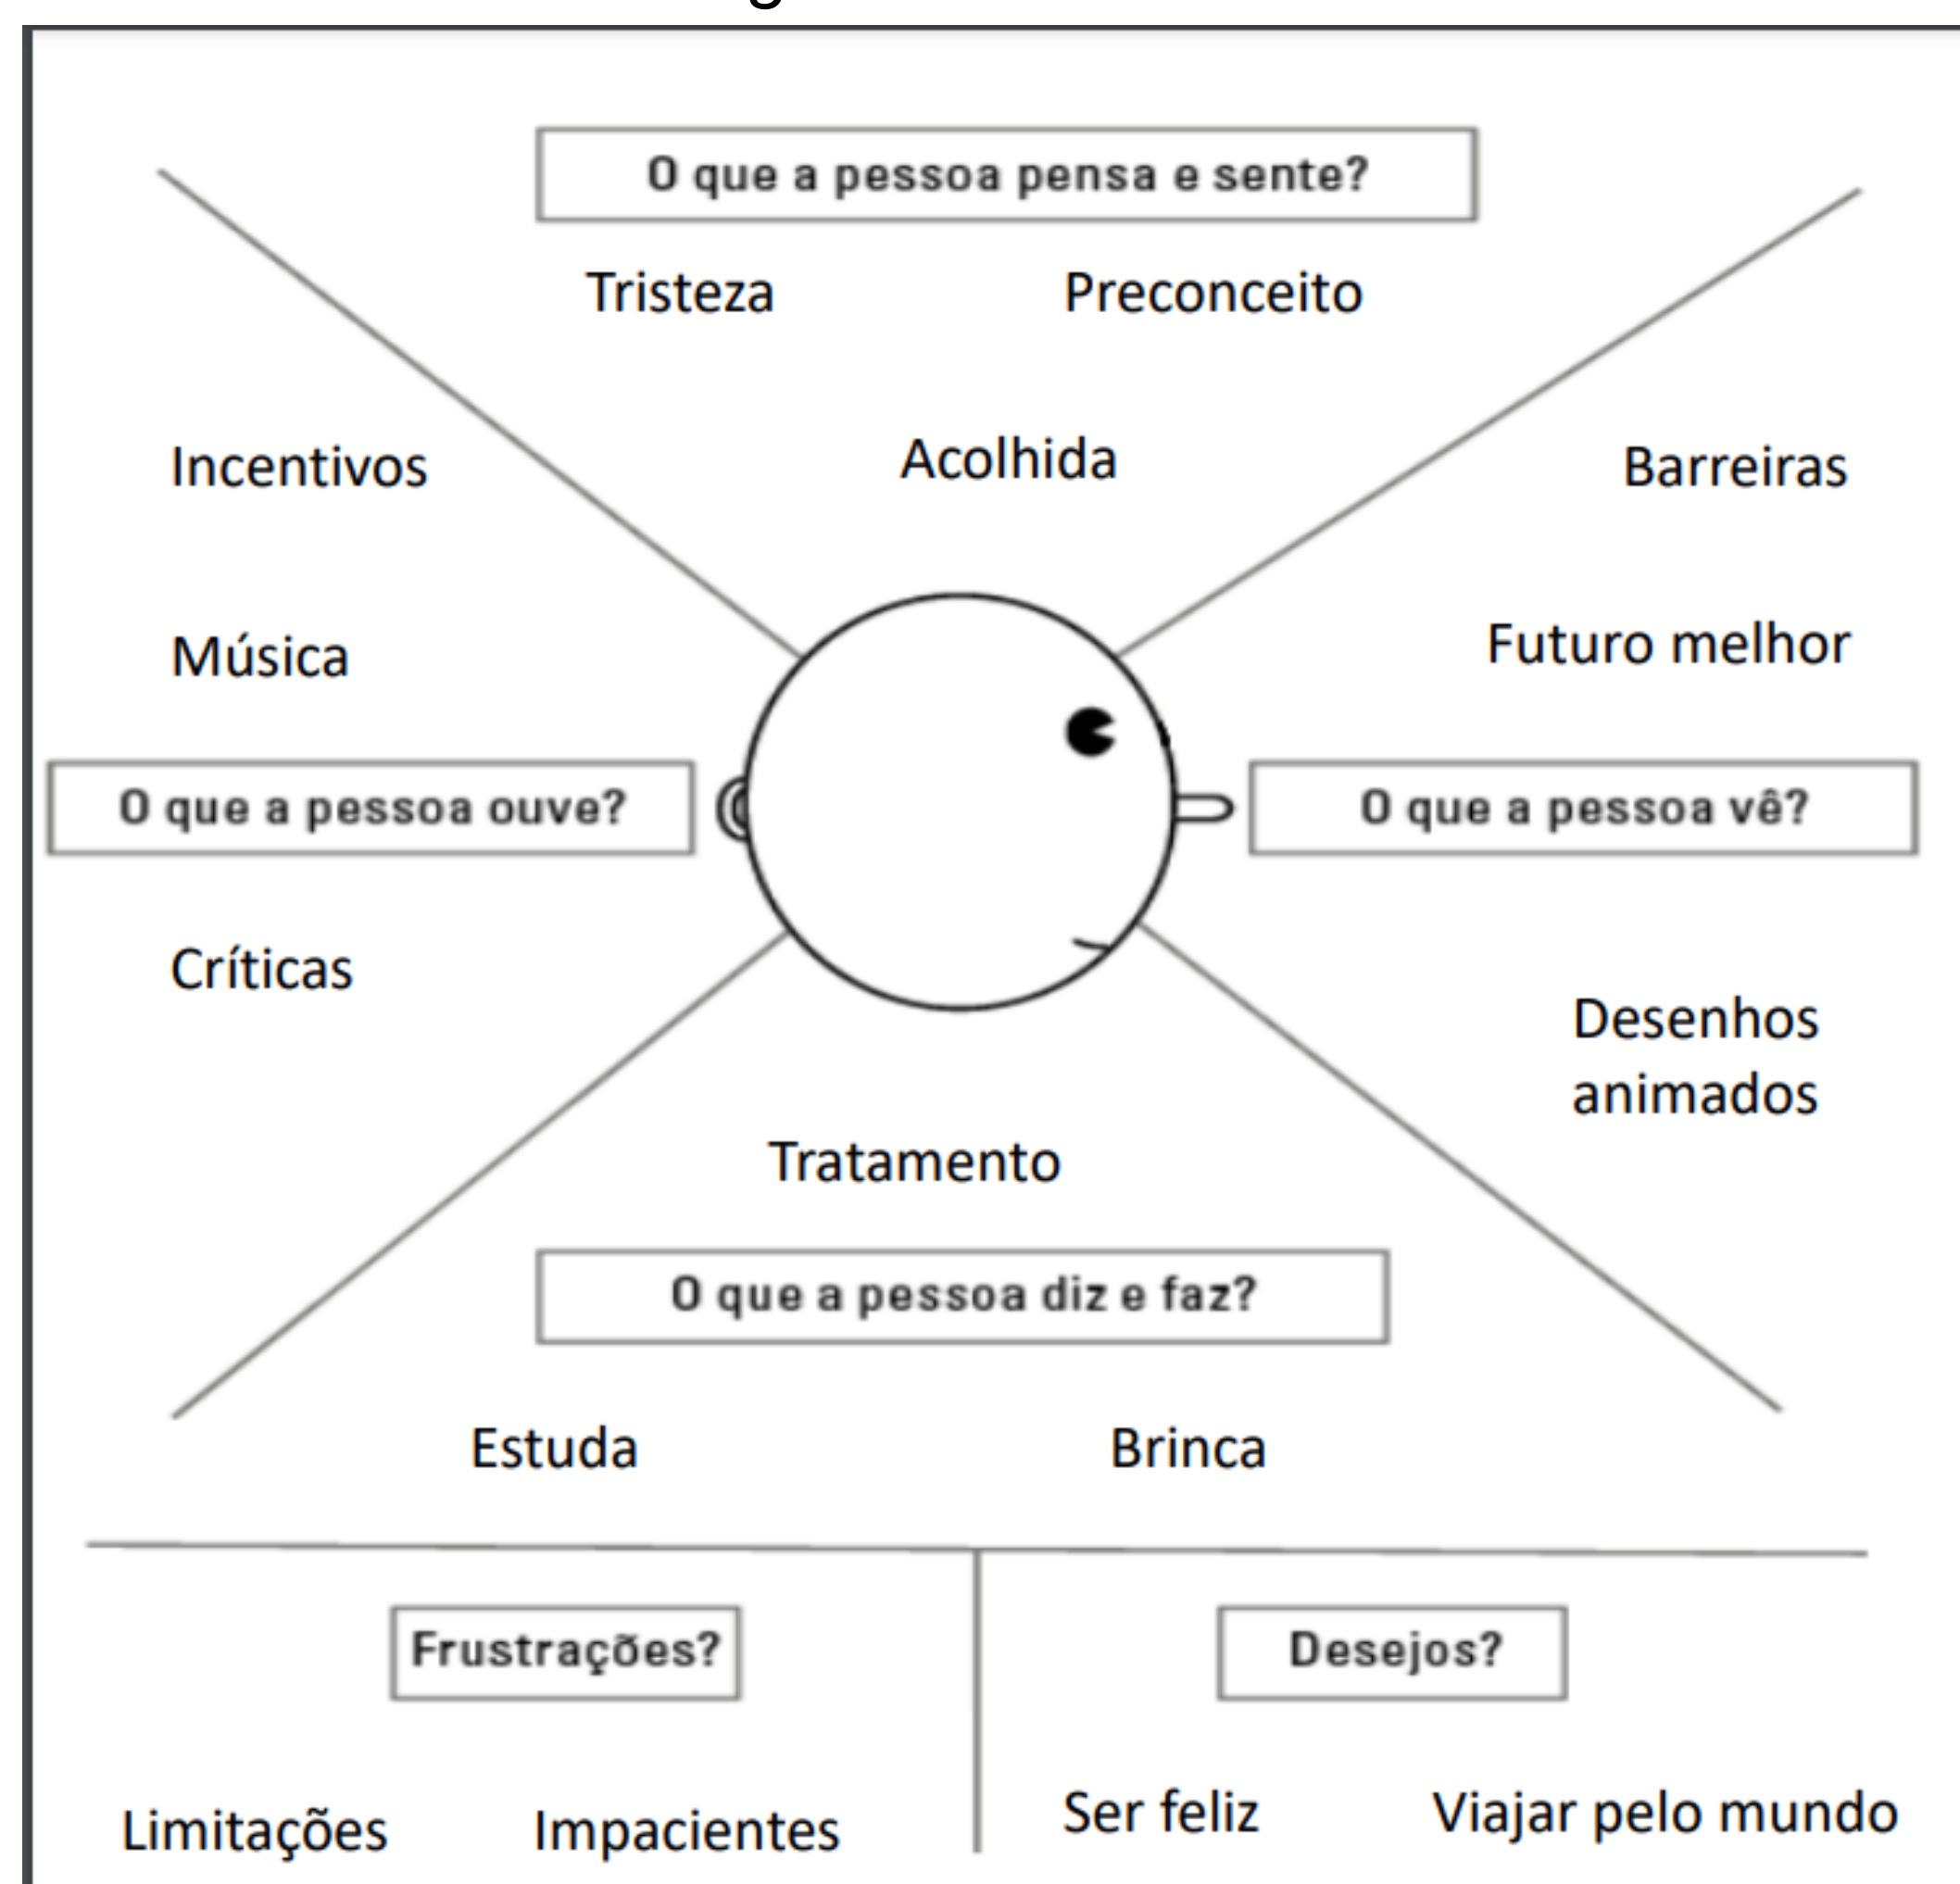 O que a pessoa pensa e sente?
Tristeza Preconceito
Acolhida
Incentivos
Música
O que a pessoa ouve?
Críticas
Barreiras
Futuro melhor
O que a pessoa vê?
Desenhos
animados
Tratamento
O que a pessoa diz e faz?
Estuda Brinca
Frustrações?
Limitações Impacientes
Desejos?
Ser feliz Viajar pelo mundo